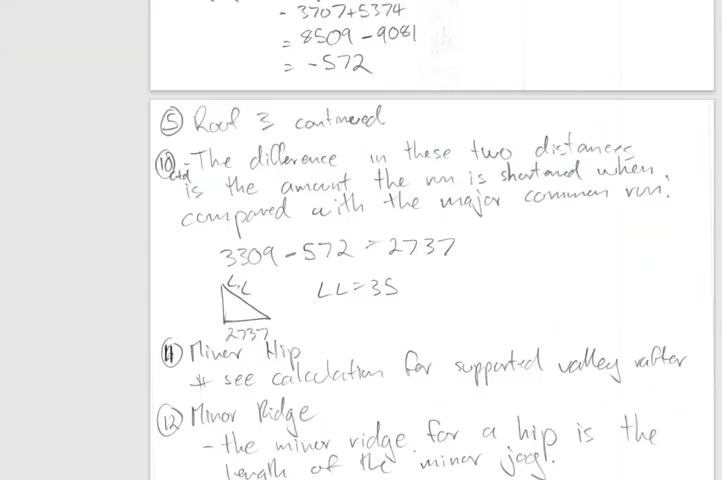 - 3707+5374
= 8509 - 9081
= -572
⑤ Roof 3 continued
⑩ - The difference in these two distances
ctd is the amount the run is shortened when
compared with the major common run.
3309 - 572 = 2737
LL
LL = 35
2737
⑪ Minor Hip
* see calculation for supported valley rafter
⑫ Minor Ridge
- the minor ridge for a hip is the
length of the minor jog.